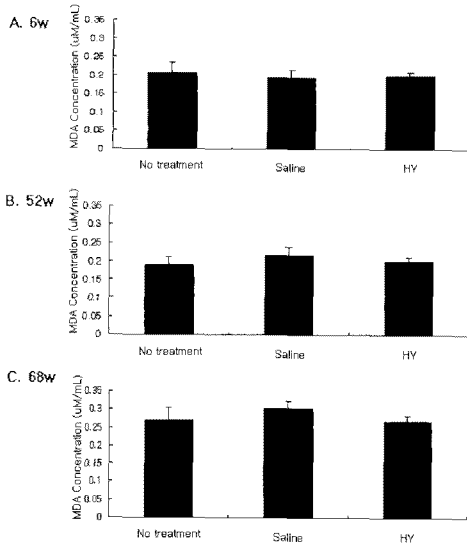 A. 6w
MDA Concentration (uM/mL)
0.35
0.3
0.25
0.2
0.15
0.1
0.05
0
No treatment Saline HY
B. 52w
MDA Concentration (uM/mL)
0.35
0.3
0.25
0.2
0.15
0.1
0.05
0
No treatment Saline HY
C. 68w
MDA Concentration (uM/mL)
0.35
0.3
0.25
0.2
0.15
0.1
0.05
0
No treatment Saline HY